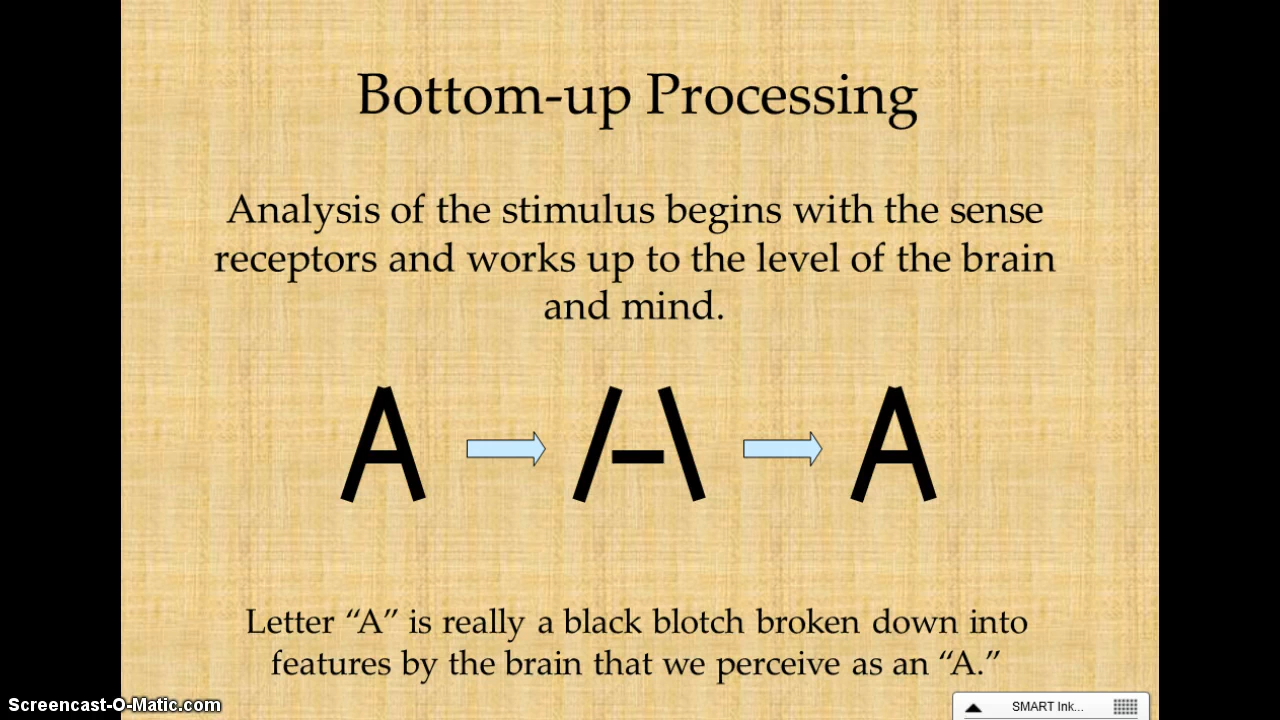 Bottom-up Processing
Analysis of the stimulus begins with the sense
receptors and works up to the level of the brain
and mind.
A /-\ A
Letter “A” is really a black blotch broken down into
features by the brain that we perceive as an “A.”
Screencast-O-Matic.com
SMART Ink...